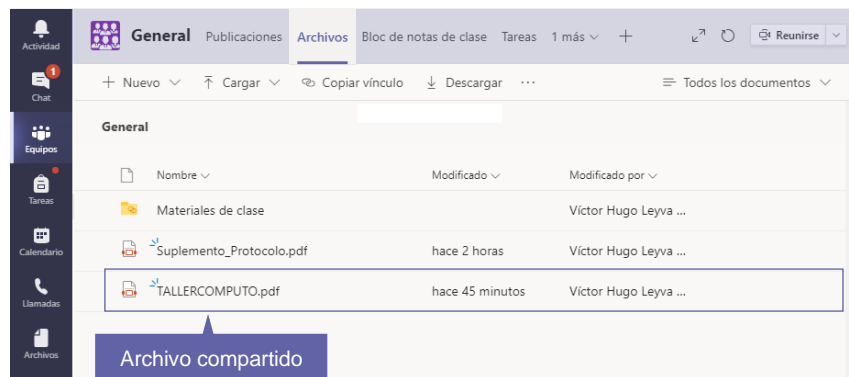 Actividad
1
Chat
Equipos
Tareas
Calendario
Llamadas
Archivos
General Publicaciones Archivos Bloc de notas de clase Tareas 1 más + Reunirse
+ Nuevo Cargar Copiar vínculo Descargar ··· Todos los documentos
General
Nombre Modificado Modificado por
Materiales de clase Víctor Hugo Leyva ...
Suplemento_Protocolo.pdf hace 2 horas Víctor Hugo Leyva ...
TALLERCOMPUTO.pdf hace 45 minutos Víctor Hugo Leyva ...
Archivo compartido